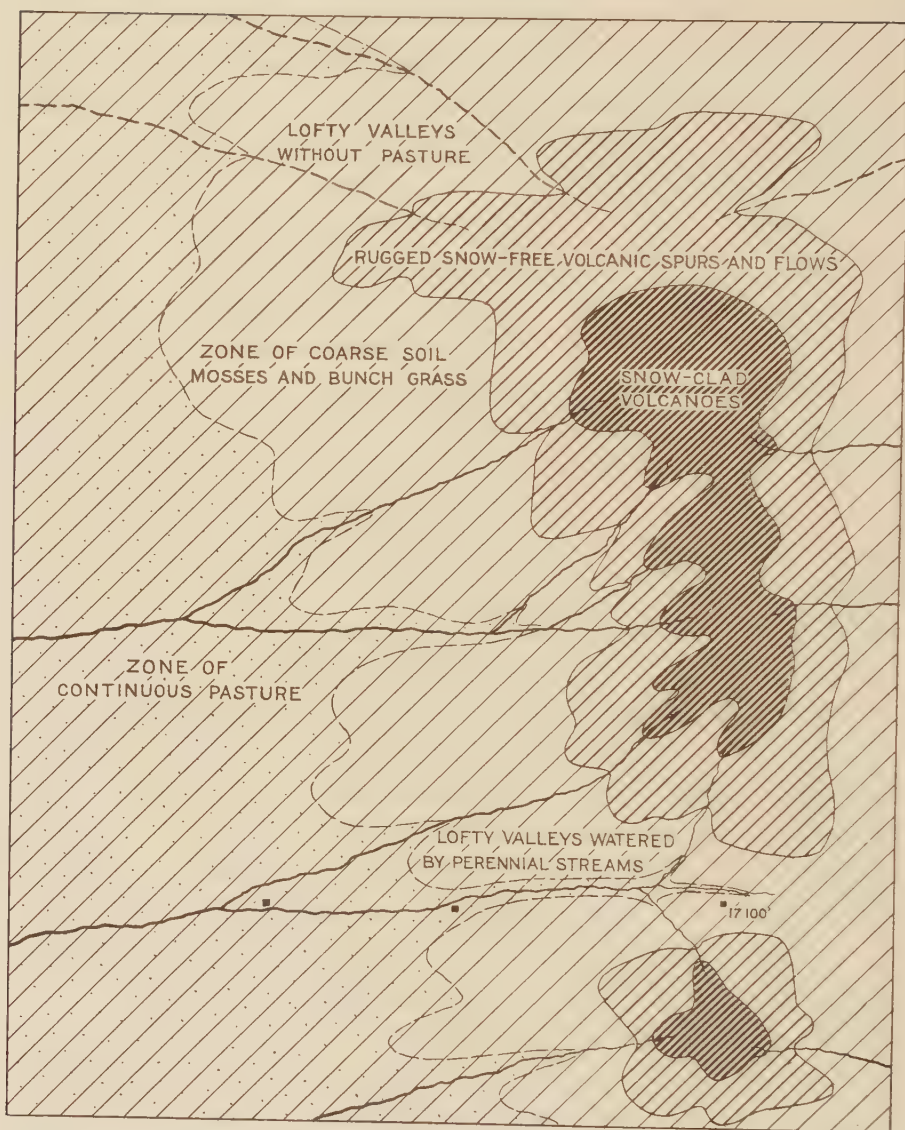 LOFTY VALLEYS
WITHOUT PASTURE
RUGGED SNOW-FREE VOLCANIC SPURS AND FLOWS
ZONE OF COARSE SOIL
MOSSES AND BUNCH GRASS
SNOW-CLAD
VOLCANOES
ZONE OF
CONTINUOUS PASTURE
LOFTY VALLEYS WATERED
BY PERENNIAL STREAMS
17100'